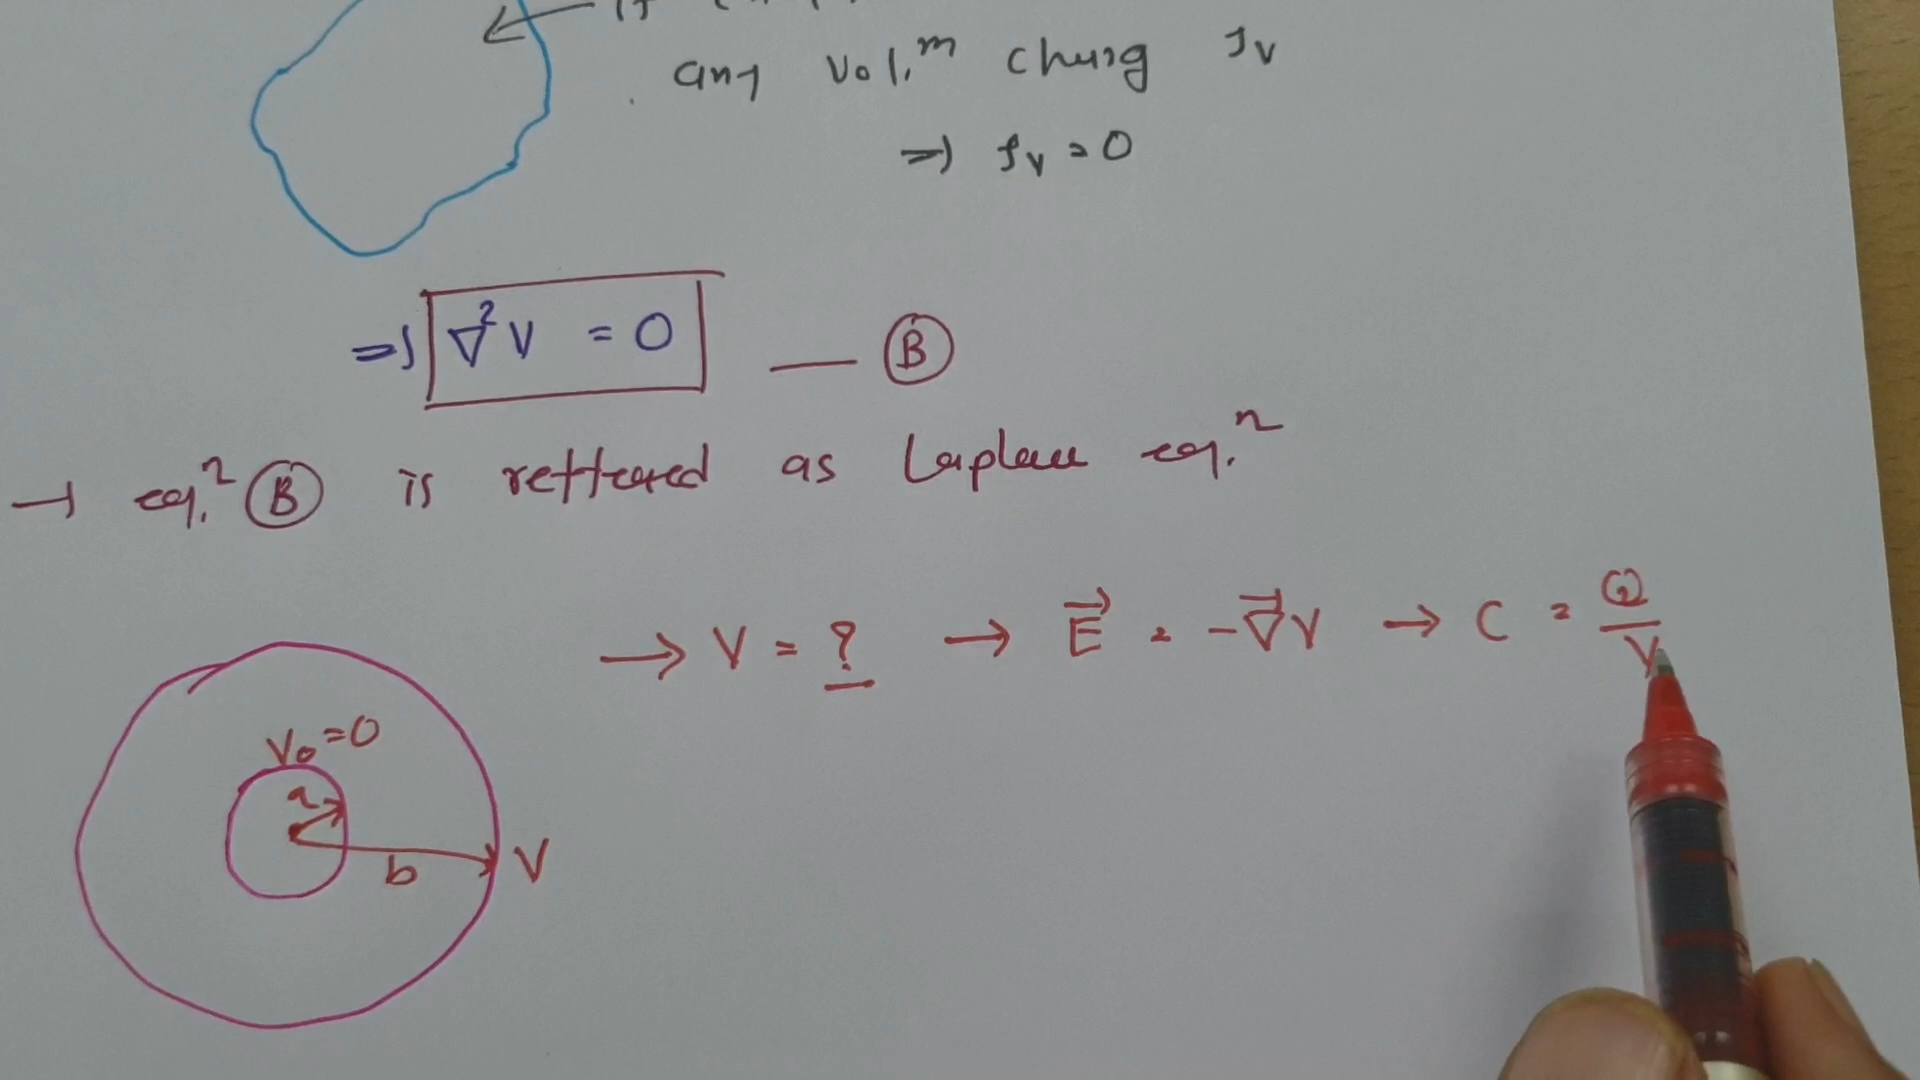 any Vol.m charg ρv
=> ρv = 0
=> ∇²V = 0 — B
→ eq.n B is reffered as Laplace eq.n
→ V = ? → E = -∇V → C = Q/V
V₀ = 0
a
b V